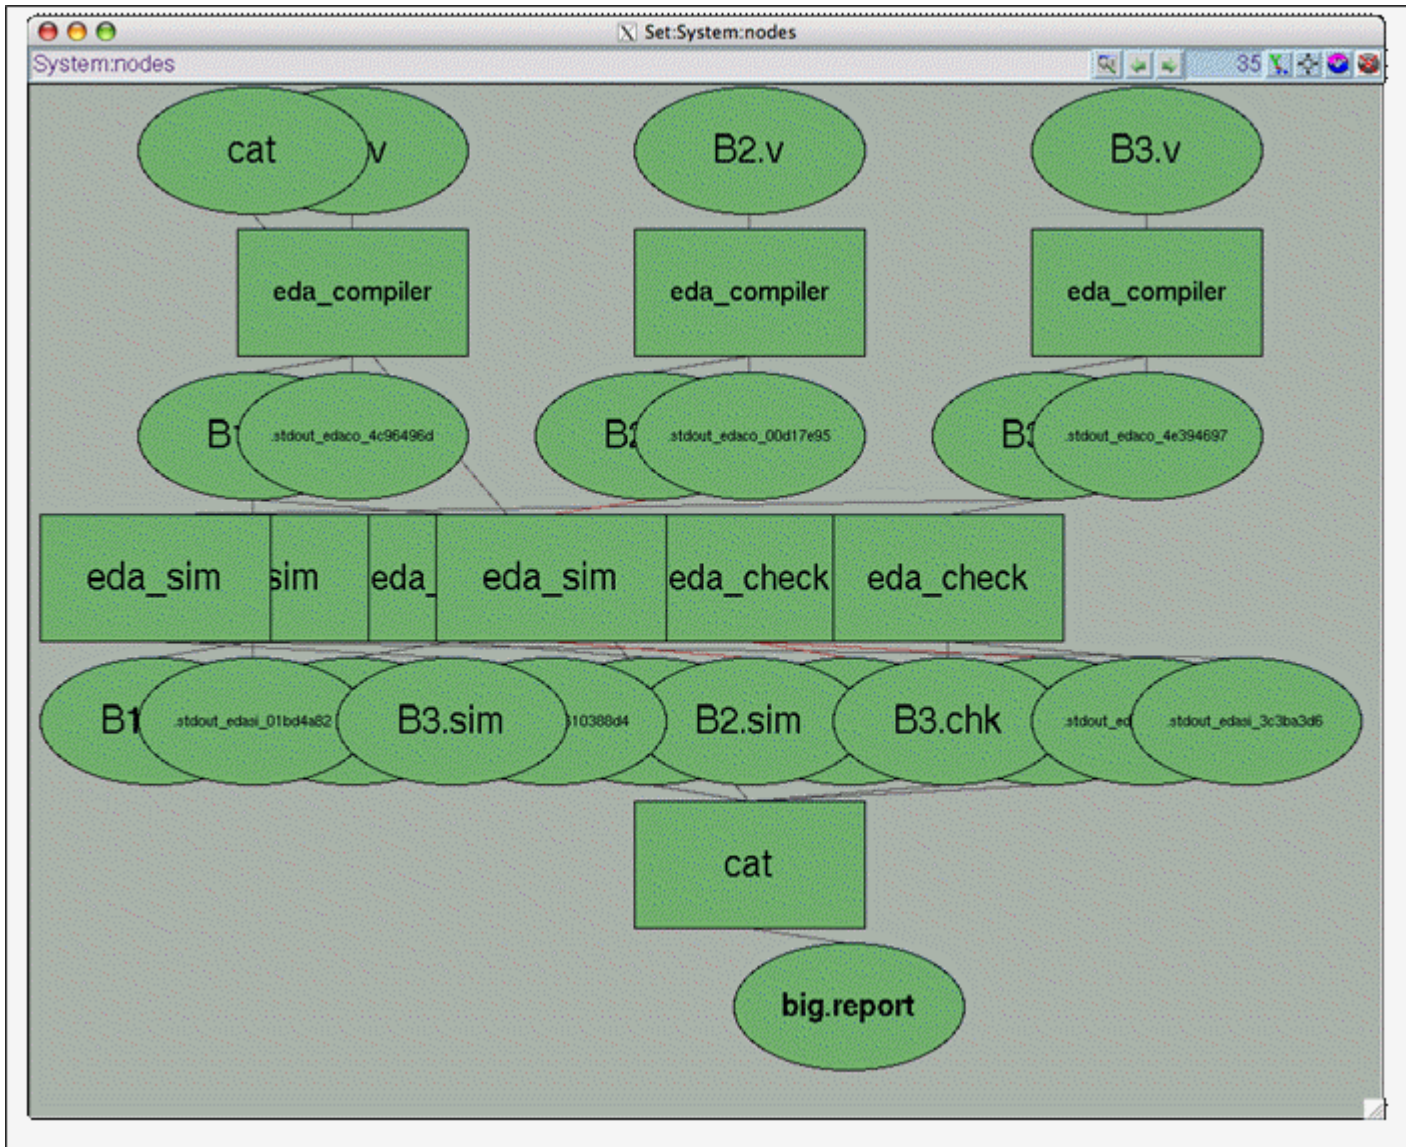 Set:System:nodes
System:nodes
35
cat
v
B2.v
B3.v
eda_compiler
eda_compiler
eda_compiler
B1
.stdout_edaco_4c96496d
B2
.stdout_edaco_00d17e95
B3
.stdout_edaco_4e394697
eda_sim
sim
eda_
eda_sim
eda_check
eda_check
B1
.stdout_edasi_01bd4a82
B3.sim
510388d4
B2.sim
B3.chk
.stdout_ed
.stdout_edasi_3c3ba3d6
cat
big.report